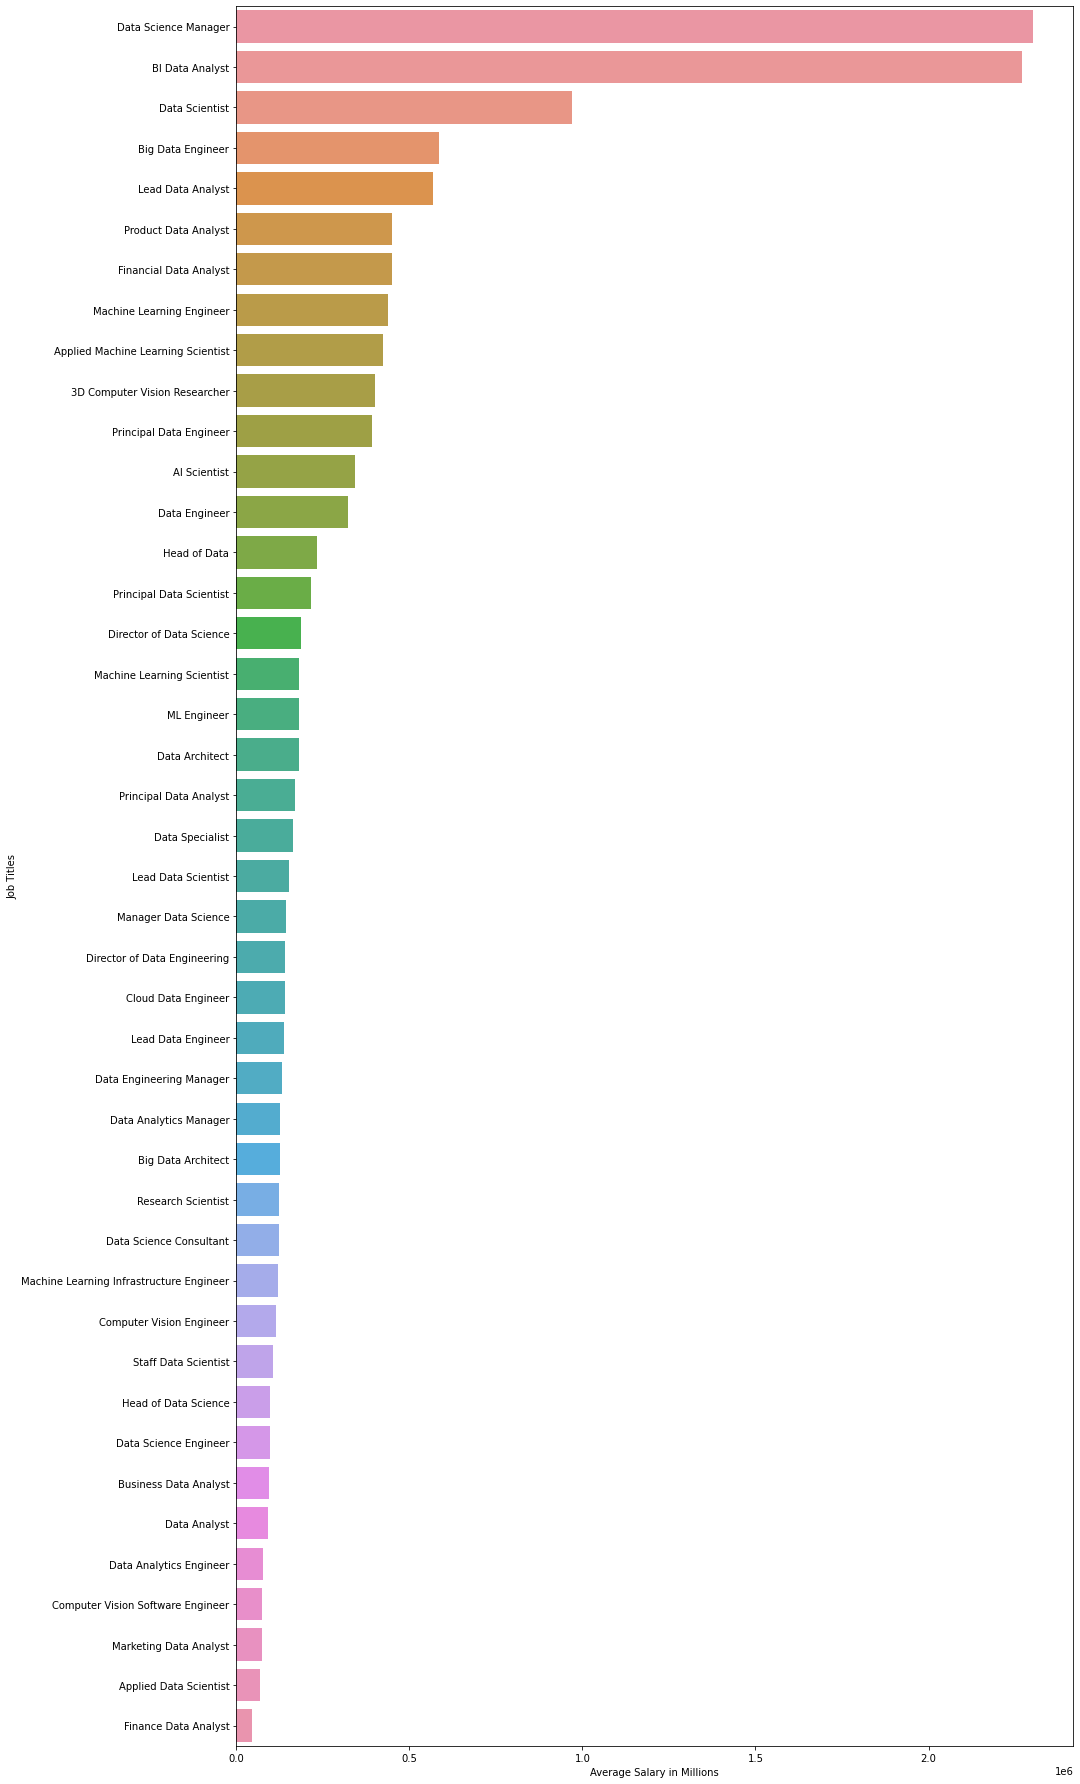 Data Science Manager
BI Data Analyst
Data Scientist
Big Data Engineer
Lead Data Analyst
Product Data Analyst
Financial Data Analyst
Machine Learning Engineer
Applied Machine Learning Scientist
3D Computer Vision Researcher
Principal Data Engineer
AI Scientist
Data Engineer
Head of Data
Principal Data Scientist
Director of Data Science
Machine Learning Scientist
ML Engineer
Data Architect
Principal Data Analyst
Data Specialist
Job Titles
Lead Data Scientist
Manager Data Science
Director of Data Engineering
Cloud Data Engineer
Lead Data Engineer
Data Engineering Manager
Data Analytics Manager
Big Data Architect
Research Scientist
Data Science Consultant
Machine Learning Infrastructure Engineer
Computer Vision Engineer
Staff Data Scientist
Head of Data Science
Data Science Engineer
Business Data Analyst
Data Analyst
Data Analytics Engineer
Computer Vision Software Engineer
Marketing Data Analyst
Applied Data Scientist
Finance Data Analyst
0.0 0.5 1.0 1.5 2.0
Average Salary in Millions 1e6